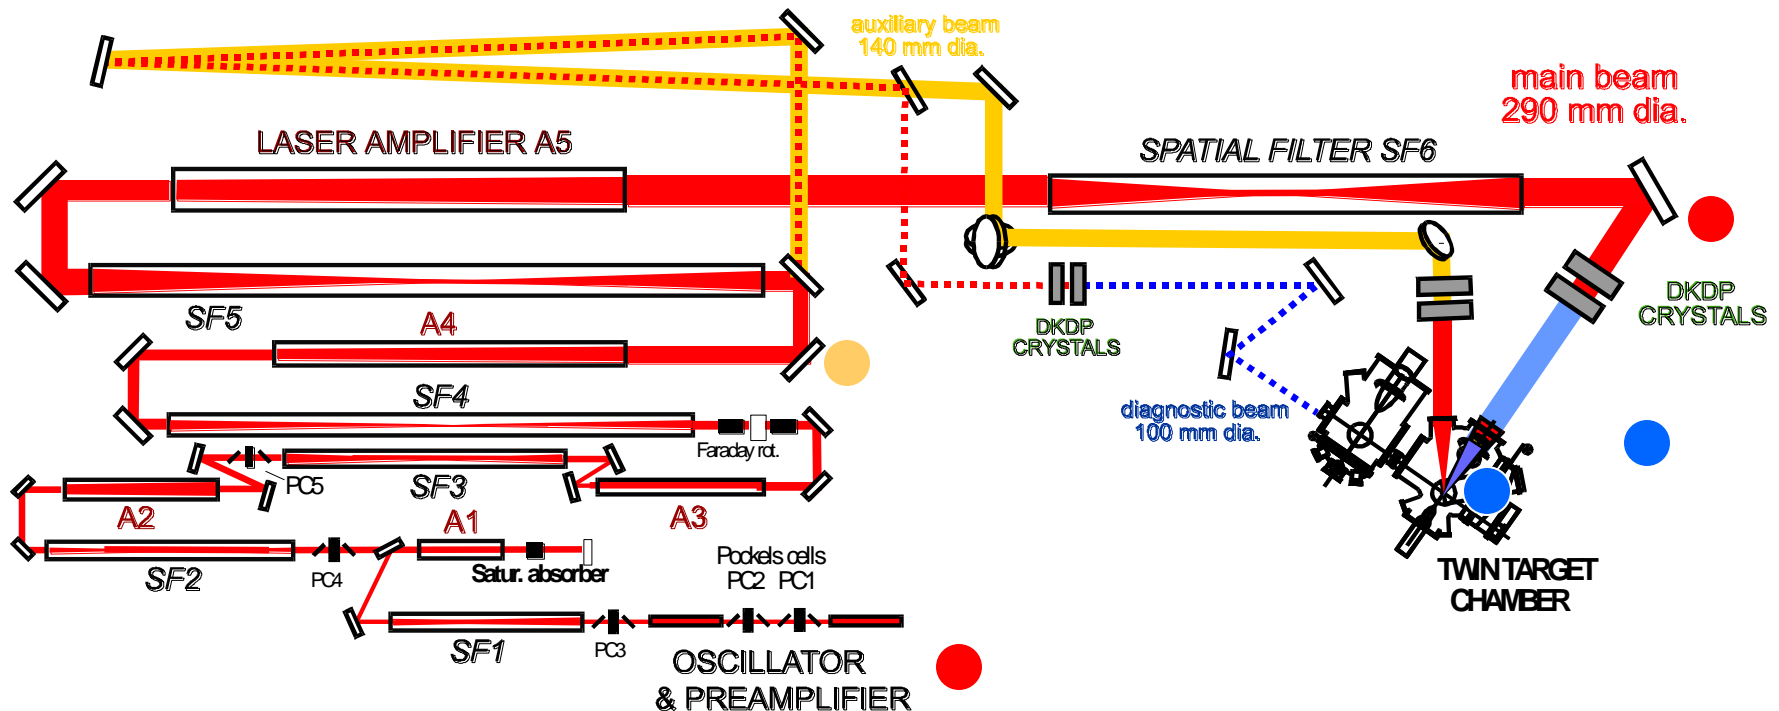 auxiliary beam
140 mm dia.
main beam
290 mm dia.
LASER AMPLIFIER A5
SPATIAL FILTER SF6
SF5
A4
DKDP
CRYSTALS
DKDP
CRYSTALS
SF4
diagnostic beam
100 mm dia.
Faraday rot.
PC5
SF3
A2
A1
A3
SF2
PC4
Satur. absorber
Pockels cells
PC2 PC1
TWIN TARGET
CHAMBER
SF1
PC3
OSCILLATOR
& PREAMPLIFIER